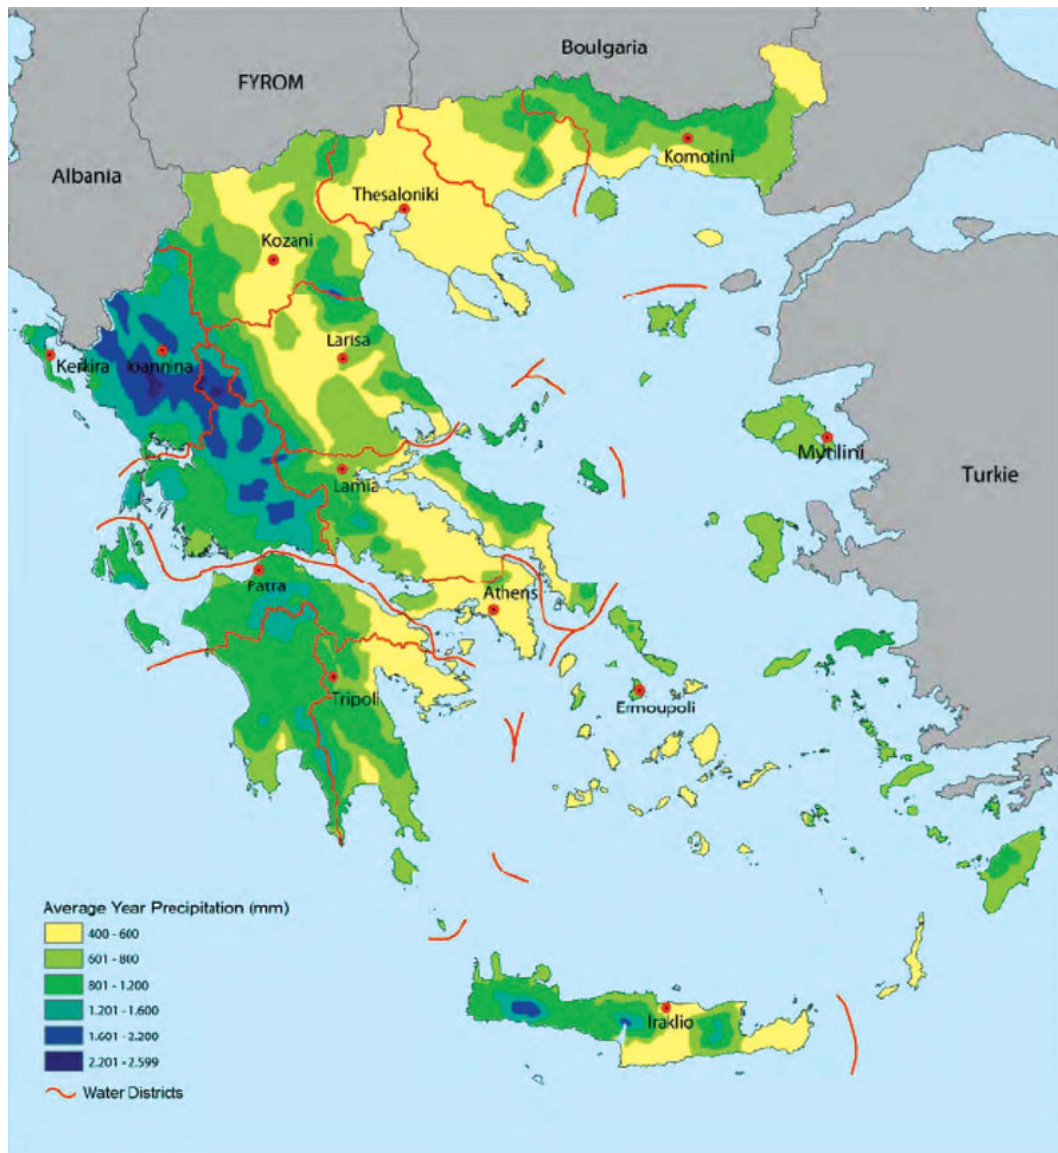 Boulgaria
FYROM
Albania
Komotini
Thesaloniki
Kozani
Larisa
Kerkira
Ioannina
Mytilini
Turkie
Lamia
Patra
Athens
Tripoli
Ermoupoli
Average Year Precipitation (mm)
400 - 600
601 - 800
801 - 1.200
1.201 - 1.600
1.601 - 2.200
2.201 - 2.599
Water Districts
Iraklio